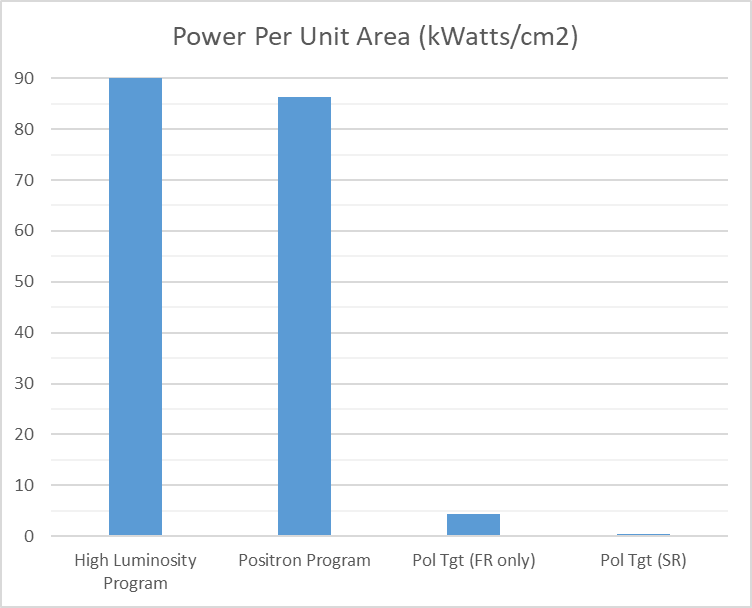 Power Per Unit Area (kWatts/cm2)
90
80
70
60
50
40
30
20
10
0
High Luminosity
Program
Positron Program
Pol Tgt (FR only)
Pol Tgt (SR)